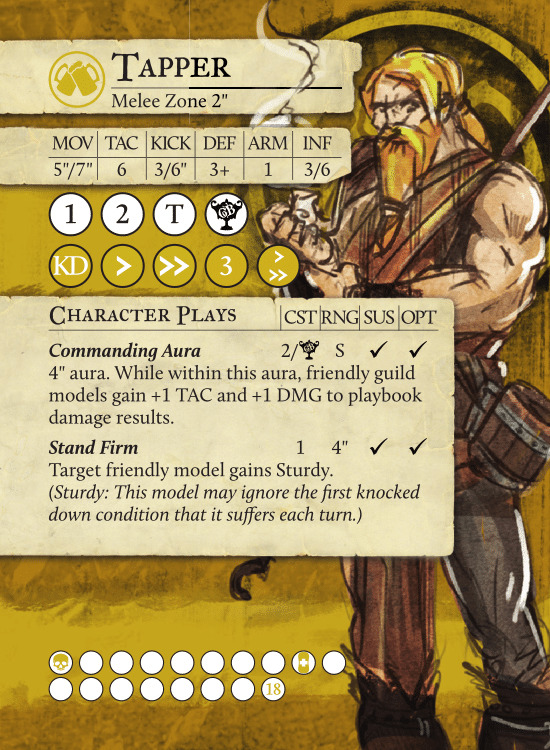 TAPPER
Melee Zone 2"
MOV TAC KICK DEF ARM INF
5"/7" 6 3/6" 3+ 1 3/6
1 2 T GB
KD > >> 3 > >>
CHARACTER PLAYS CST RNG SUS OPT
Commanding Aura 2/GB S ✓ ✓
4" aura. While within this aura, friendly guild
models gain +1 TAC and +1 DMG to playbook
damage results.
Stand Firm 1 4" ✓ ✓
Target friendly model gains Sturdy.
(Sturdy: This model may ignore the first knocked
down condition that it suffers each turn.)
18